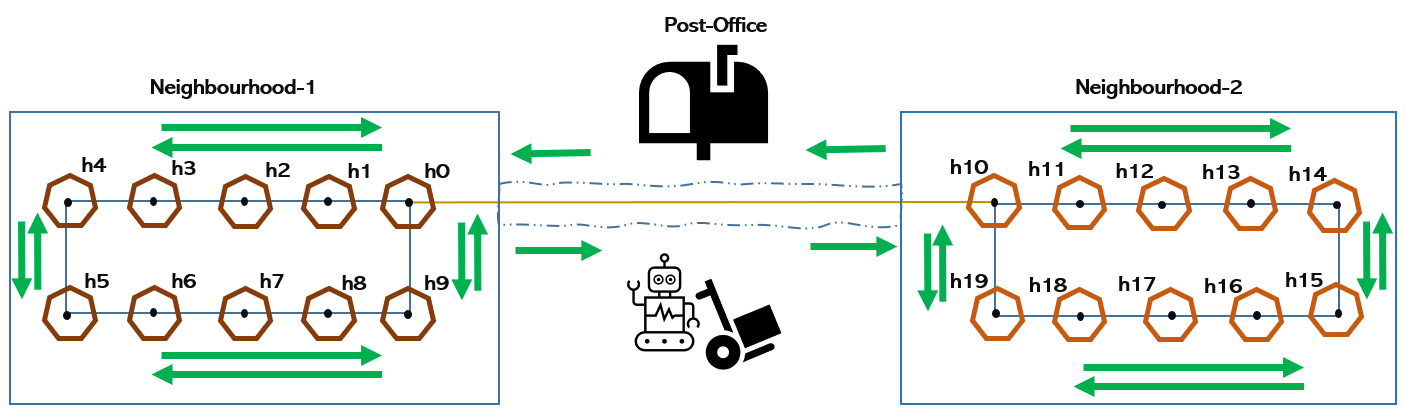 Post-Office
Neighbourhood-1
Neighbourhood-2
h4 h3 h2 h1 h0
h10 h11 h12 h13 h14
h5 h6 h7 h8 h9
h19 h18 h17 h16 h15